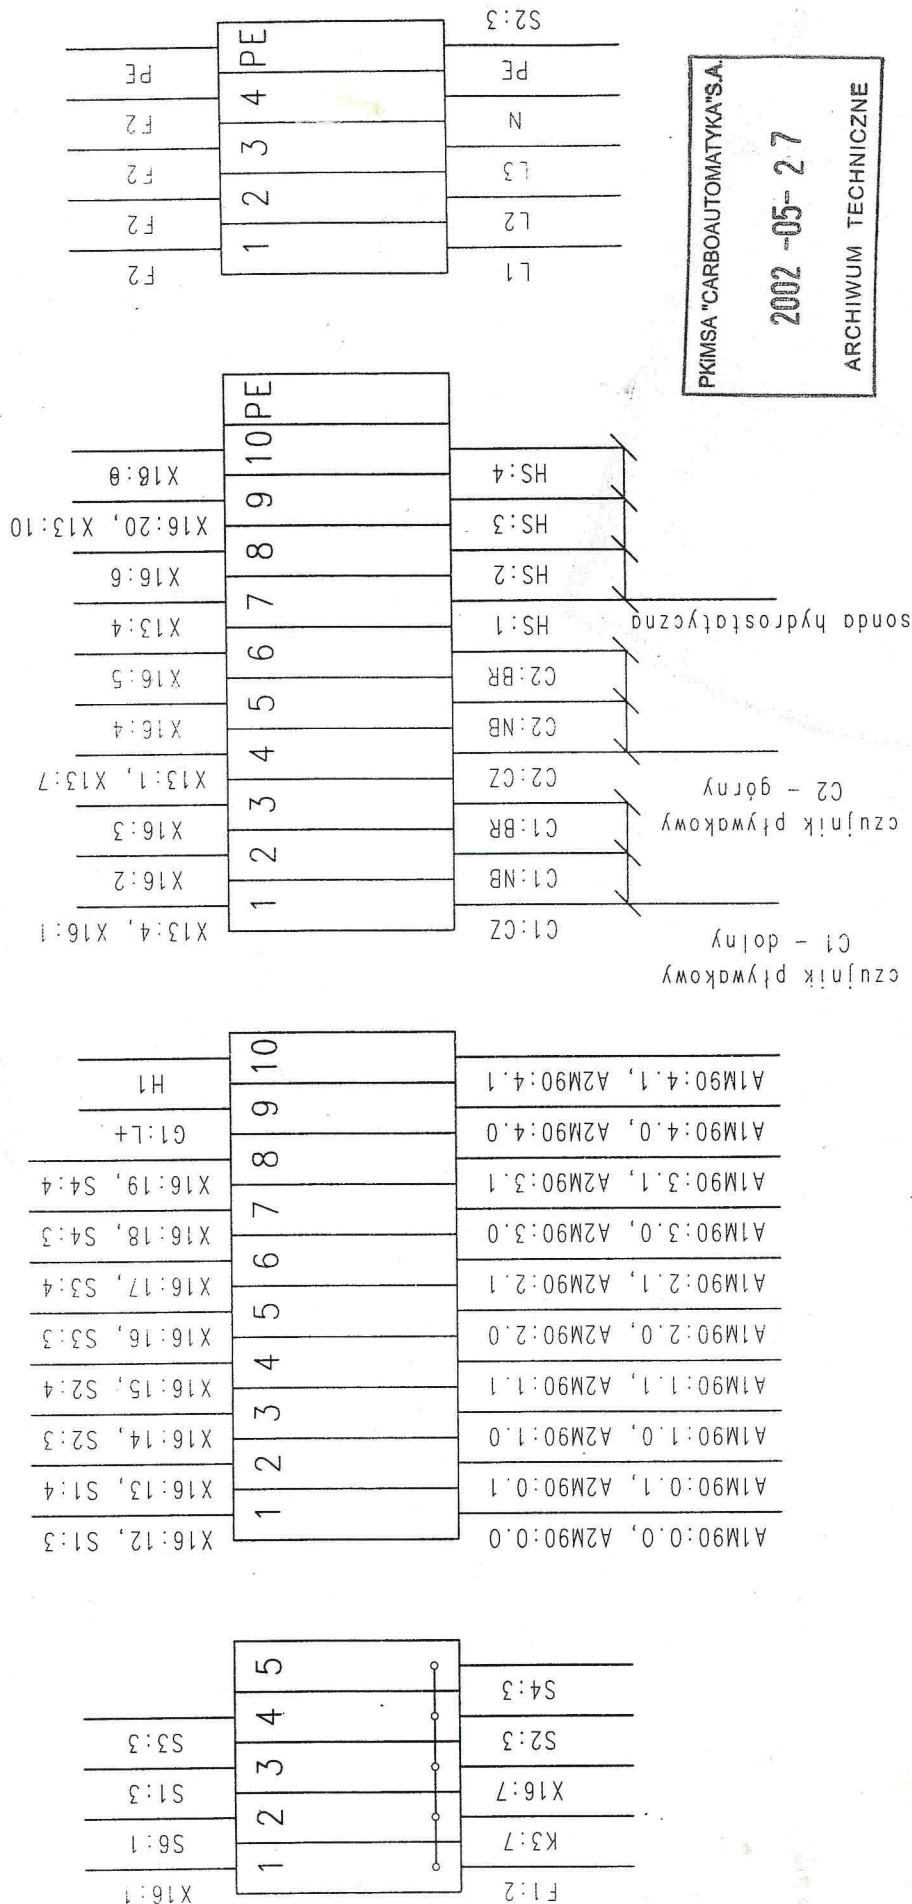 S2:3
PE PE PE
F2 4 N
F2 3 L3
F2 2 L2
F2 1 L1
PKiMSA "CARBOAUTOMATYKA"S.A.
2002 -05- 27
ARCHIWUM TECHNICZNE
PE
10 HS:4
X16:20, X13:10 9 HS:3
X16:6 8 HS:2
X13:4 7 HS:1
sonda hydrostatyczna
X16:5 6 C2:BR
X16:4 5 C2:NB
X13:1, X13:7 4 C2:CZ
czujnik pływakowy
C2 - górny
X16:3 3 C1:BR
X16:2 2 C1:NB
X13:4, X16:1 1 C1:CZ
czujnik pływakowy
C1 - dolny
H1 10 A1M90:4.1, A2M90:4.1
G1:L+ 9 A1M90:4.0, A2M90:4.0
X16:19, S4:4 8 A1M90:3.1, A2M90:3.1
X16:18, S4:3 7 A1M90:3.0, A2M90:3.0
X16:17, S3:4 6 A1M90:2.1, A2M90:2.1
X16:16, S3:3 5 A1M90:2.0, A2M90:2.0
X16:15, S2:4 4 A1M90:1.1, A2M90:1.1
X16:14, S2:3 3 A1M90:1.0, A2M90:1.0
X16:13, S1:4 2 A1M90:0.1, A2M90:0.1
X16:12, S1:3 1 A1M90:0.0, A2M90:0.0
5 S4:3
S3:3 4 S2:3
S1:3 3 X16:7
S6:1 2 K3:7
X16:1 1 F1:2